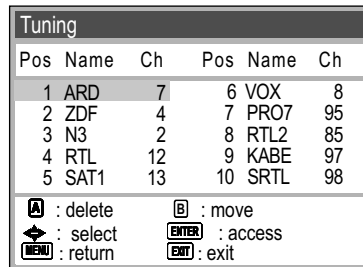 Tuning
Pos Name Ch Pos Name Ch
1 ARD 7 6 VOX 8
2 ZDF 4 7 PRO7 95
3 N3 2 8 RTL2 85
4 RTL 12 9 KABE 97
5 SAT1 13 10 SRTL 98
A : delete B : move
: select ENTER : access
MENU : return EXIT : exit